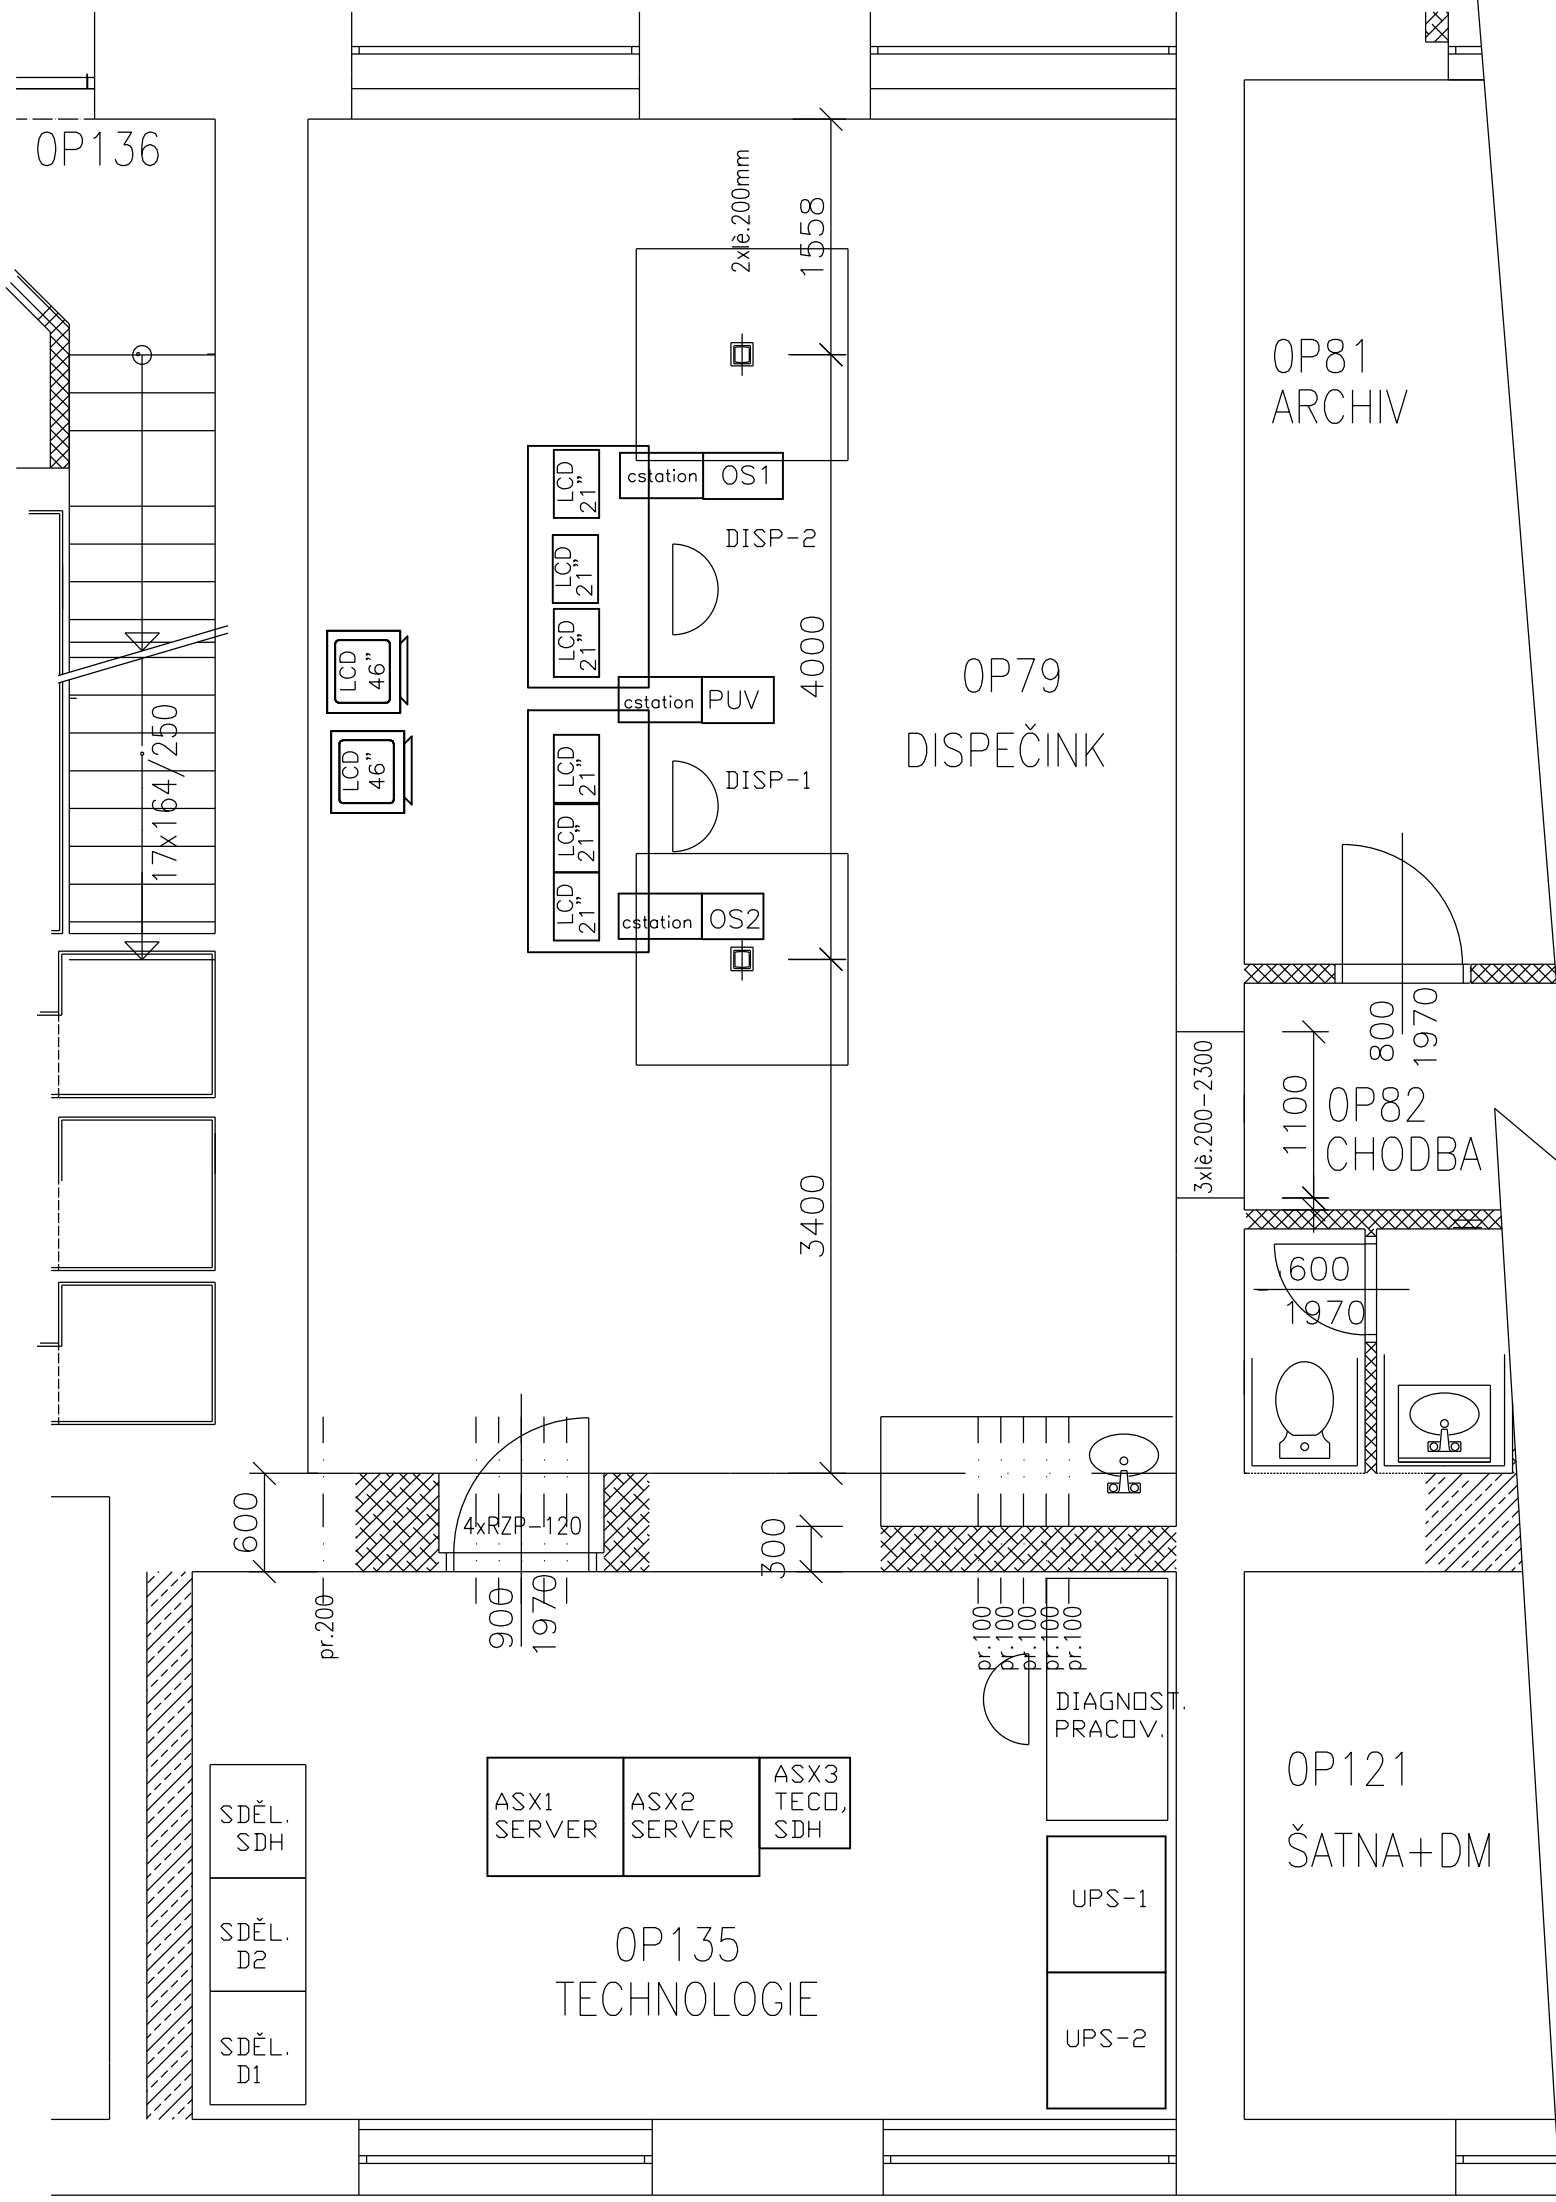 OP136
2xlè.200mm
1558
OP81
ARCHIV
LCD
21"
cstation
OS1
DISP-2
LCD
21"
LCD
21"
4000
LCD
46"
cstation
PUV
OP79
DISPEČINK
17x164/250
LCD
46"
LCD
21"
DISP-1
LCD
21"
LCD
21"
cstation
OS2
800
1970
3xlè.200-2300
1100
OP82
CHODBA
3400
600
1970
600
4xRZP-120
300
pr.200
900
1970
pr.100
pr.100
pr.100
pr.100
pr.100
DIAGNOST.
PRACOV.
SDĚL.
SDH
ASX1
SERVER
ASX2
SERVER
ASX3
TECO,
SDH
OP121
ŠATNA+DM
UPS-1
SDĚL.
D2
OP135
TECHNOLOGIE
UPS-2
SDĚL.
D1